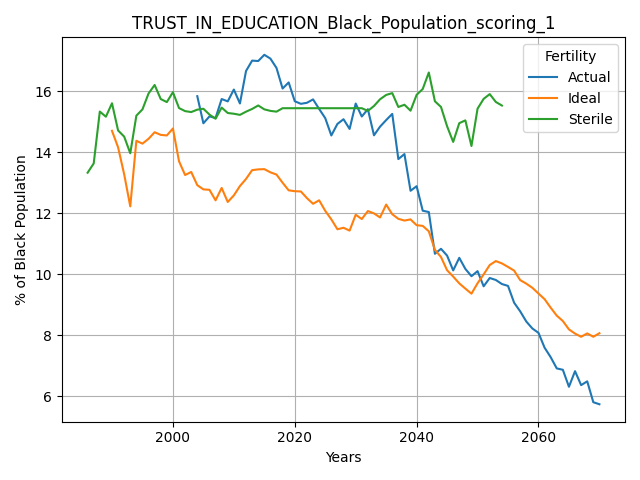 TRUST_IN_EDUCATION_Black_Population_scoring_1
Fertility
Actual
Ideal
Sterile
% of Black Population
16
14
12
10
8
6
2000
2020
2040
2060
Years